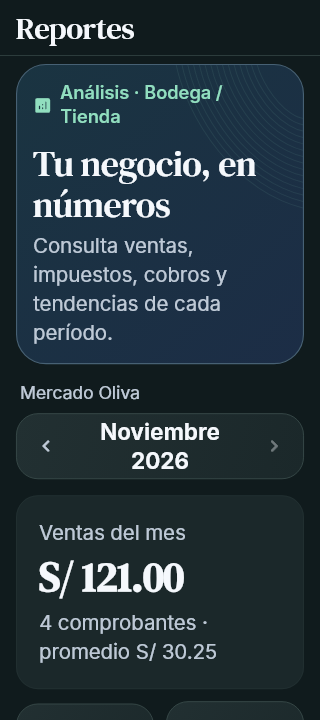 Reportes
Análisis · Bodega /
Tienda
Tu negocio, en
números
Consulta ventas,
impuestos, cobros y
tendencias de cada
período.
Mercado Oliva
Noviembre
2026
Ventas del mes
S/ 121.00
4 comprobantes ·
promedio S/ 30.25